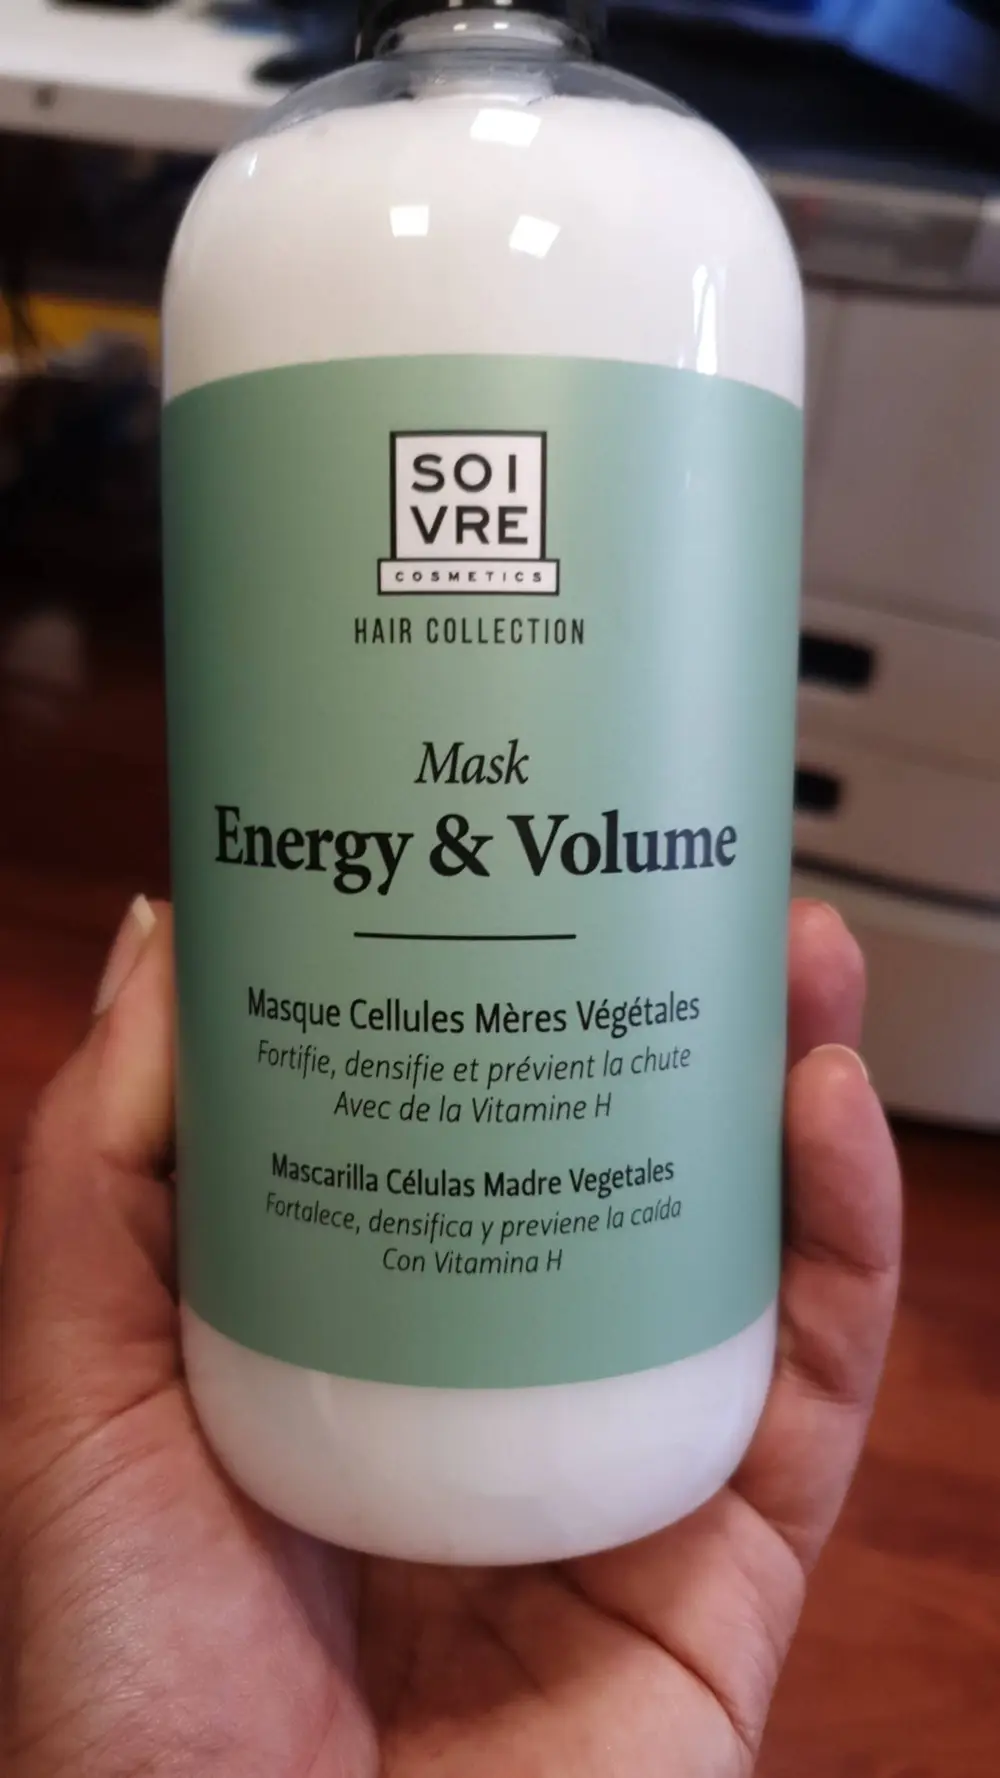 SOI
VRE
COSMETICS
HAIR COLLECTION
Mask
Energy & Volume
Masque Cellules Mères Végétales
Fortifie, densifie et prévient la chute
Avec de la Vitamine H
Mascarilla Células Madre Vegetales
Fortalece, densifica y previene la caída
Con Vitamina H